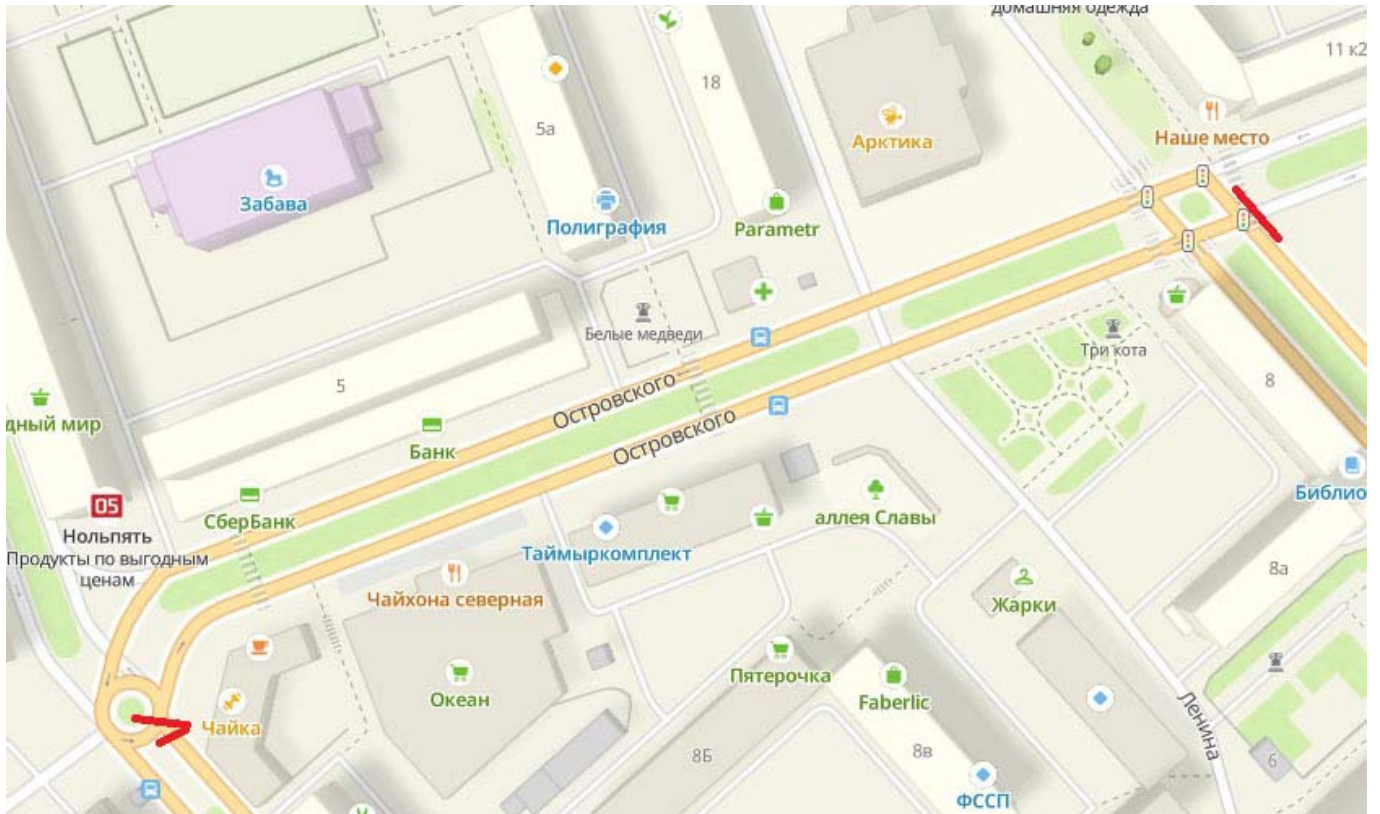 домашняя одежда
11 к2
18
5а
Арктика
Наше место
Забава
Полиграфия
Parametr
Белые медведи
Три кота
5
8
Островского
Островского
дный мир
Банк
Библио
05
СберБанк
Нольпять
Продукты по выгодным
ценам
аллея Славы
Таймыркомплект
8а
Чайхона северная
Жарки
Пятерочка
Океан
Faberlic
Чайка
Ленина
8Б
8в
6
ФССП